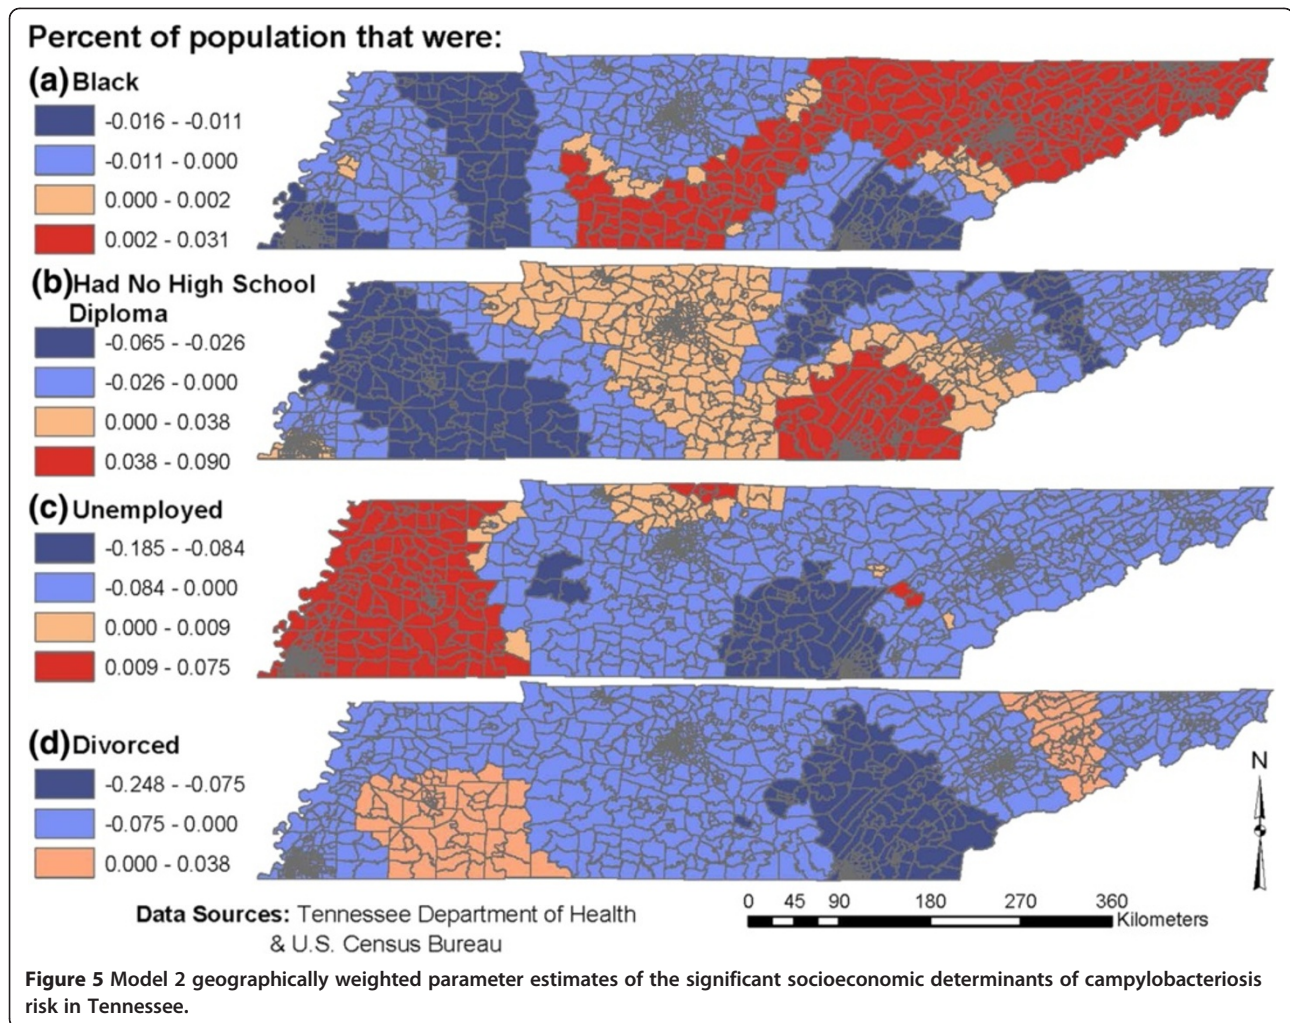 Percent of population that were:
(a) Black
-0.016 - -0.011
-0.011 - 0.000
0.000 - 0.002
0.002 - 0.031
(b) Had No High School
Diploma
-0.065 - -0.026
-0.026 - 0.000
0.000 - 0.038
0.038 - 0.090
(c) Unemployed
-0.185 - -0.084
-0.084 - 0.000
0.000 - 0.009
0.009 - 0.075
(d) Divorced
-0.248 - -0.075
-0.075 - 0.000
0.000 - 0.038
N
0 45 90 180 270 360
Kilometers
Data Sources: Tennessee Department of Health
& U.S. Census Bureau
Figure 5 Model 2 geographically weighted parameter estimates of the significant socioeconomic determinants of campylobacteriosis
risk in Tennessee.